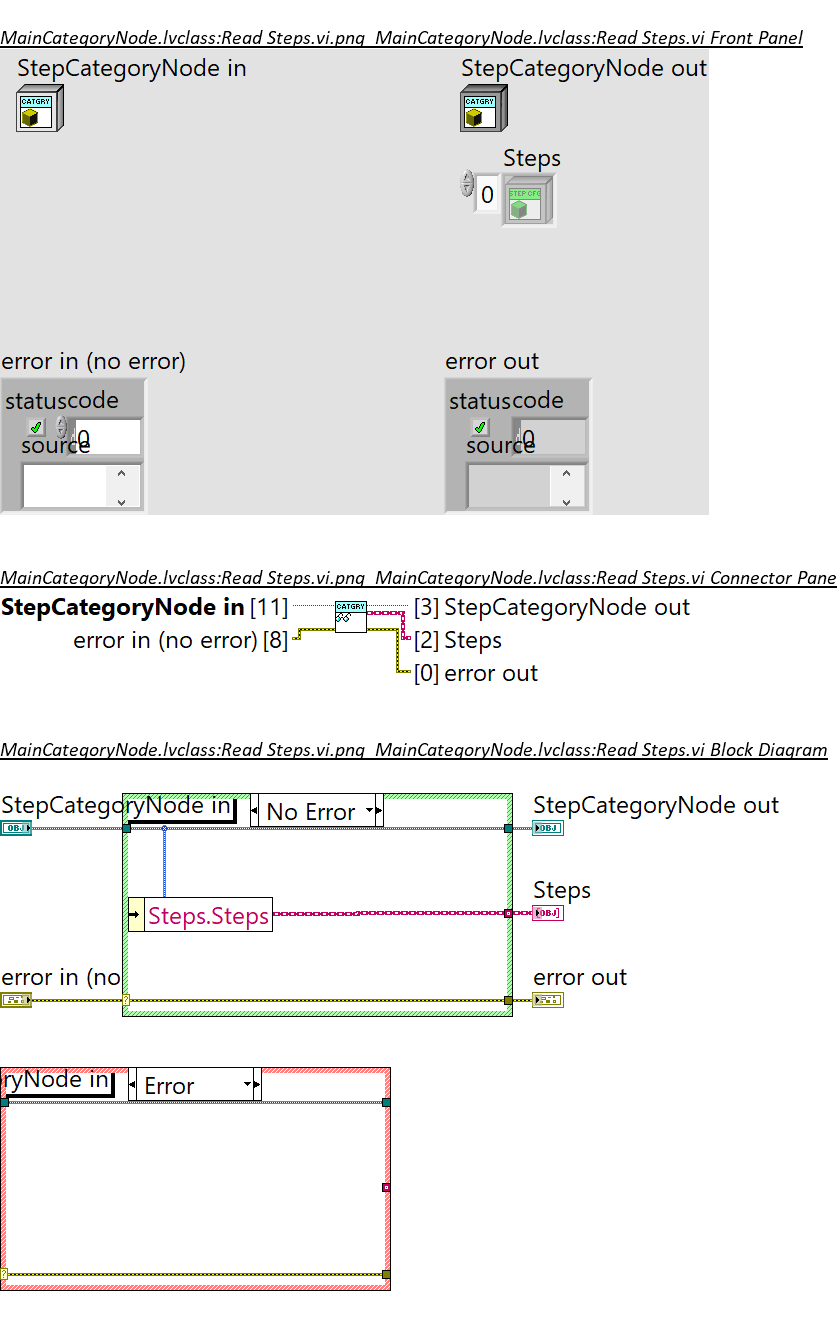 MainCategoryNode.lvclass:Read Steps.vi.png MainCategoryNode.lvclass:Read Steps.vi Front Panel
StepCategoryNode in
StepCategoryNode out
CATGRY
CATGRY
Steps
0
STEP CFG
error in (no error)
error out
status code
status code
0
0
source
source
MainCategoryNode.lvclass:Read Steps.vi.png MainCategoryNode.lvclass:Read Steps.vi Connector Pane
StepCategoryNode in [11]
CATGRY
[3] StepCategoryNode out
error in (no error) [8]
[2] Steps
[0] error out
MainCategoryNode.lvclass:Read Steps.vi.png MainCategoryNode.lvclass:Read Steps.vi Block Diagram
StepCategoryNode in
No Error
StepCategoryNode out
OBJ
OBJ
Steps
Steps.Steps
OBJ
error in (no
error out
?
ryNode in
Error
?